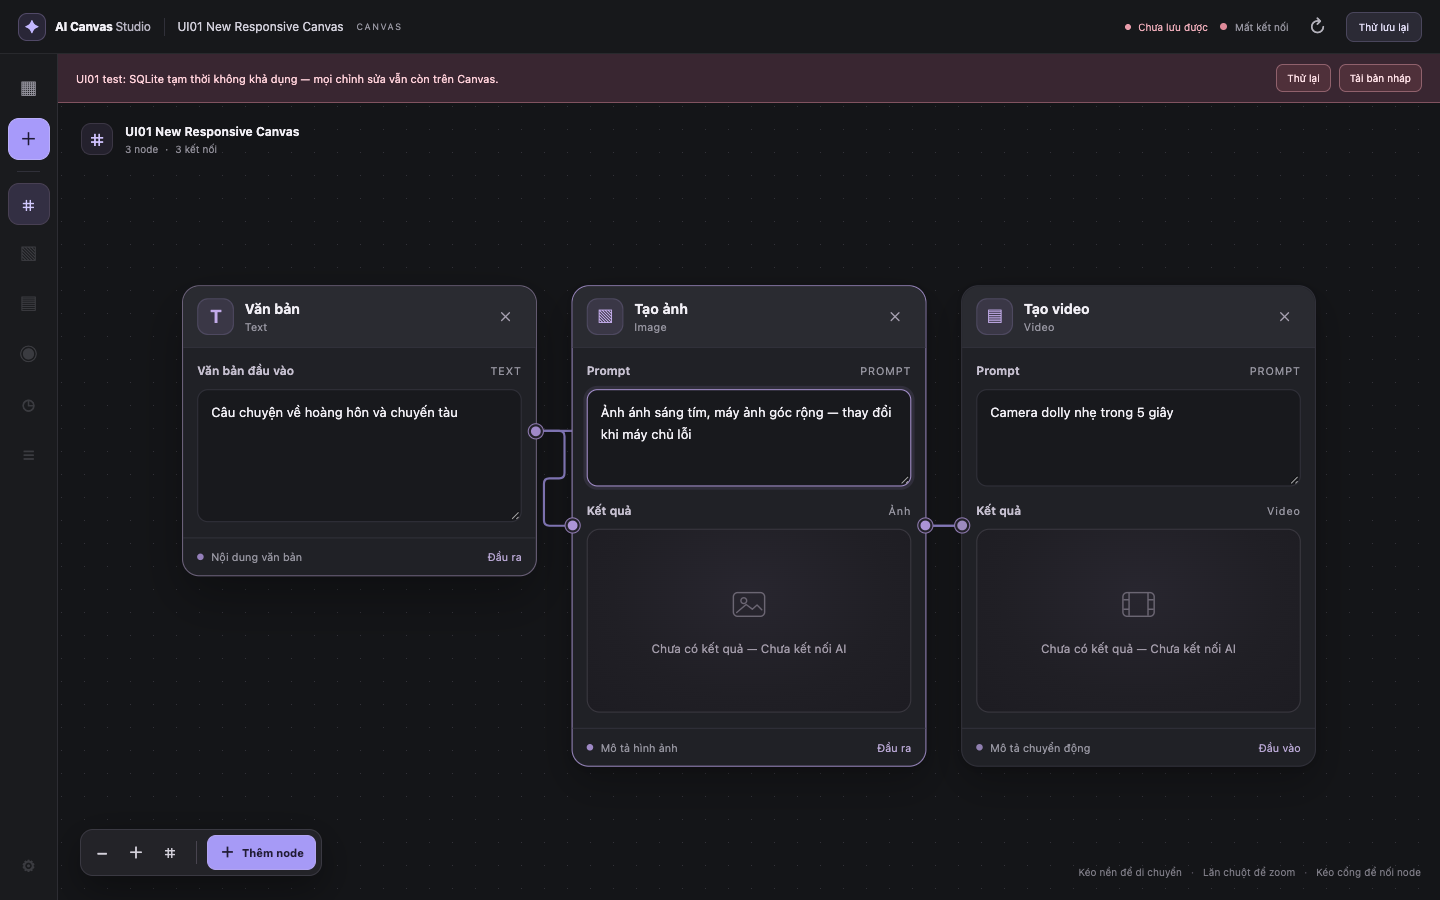 AI Canvas Studio
UI01 New Responsive Canvas
CANVAS
Chưa lưu được
Mất kết nối
Thử lưu lại
UI01 test: SQLite tạm thời không khả dụng — mọi chỉnh sửa vẫn còn trên Canvas.
Thử lại
Tải bản nháp
UI01 New Responsive Canvas
3 node · 3 kết nối
T
Văn bản
Text
Văn bản đầu vào
TEXT
Câu chuyện về hoàng hôn và chuyến tàu
Nội dung văn bản
Đầu ra
Tạo ảnh
Image
Prompt
PROMPT
Ảnh ánh sáng tím, máy ảnh góc rộng — thay đổi
khi máy chủ lỗi
Kết quả
Ảnh
Chưa có kết quả — Chưa kết nối AI
Mô tả hình ảnh
Đầu ra
Tạo video
Video
Prompt
PROMPT
Camera dolly nhẹ trong 5 giây
Kết quả
Video
Chưa có kết quả — Chưa kết nối AI
Mô tả chuyển động
Đầu vào
Thêm node
Kéo nền để di chuyển · Lăn chuột để zoom · Kéo cổng để nối node